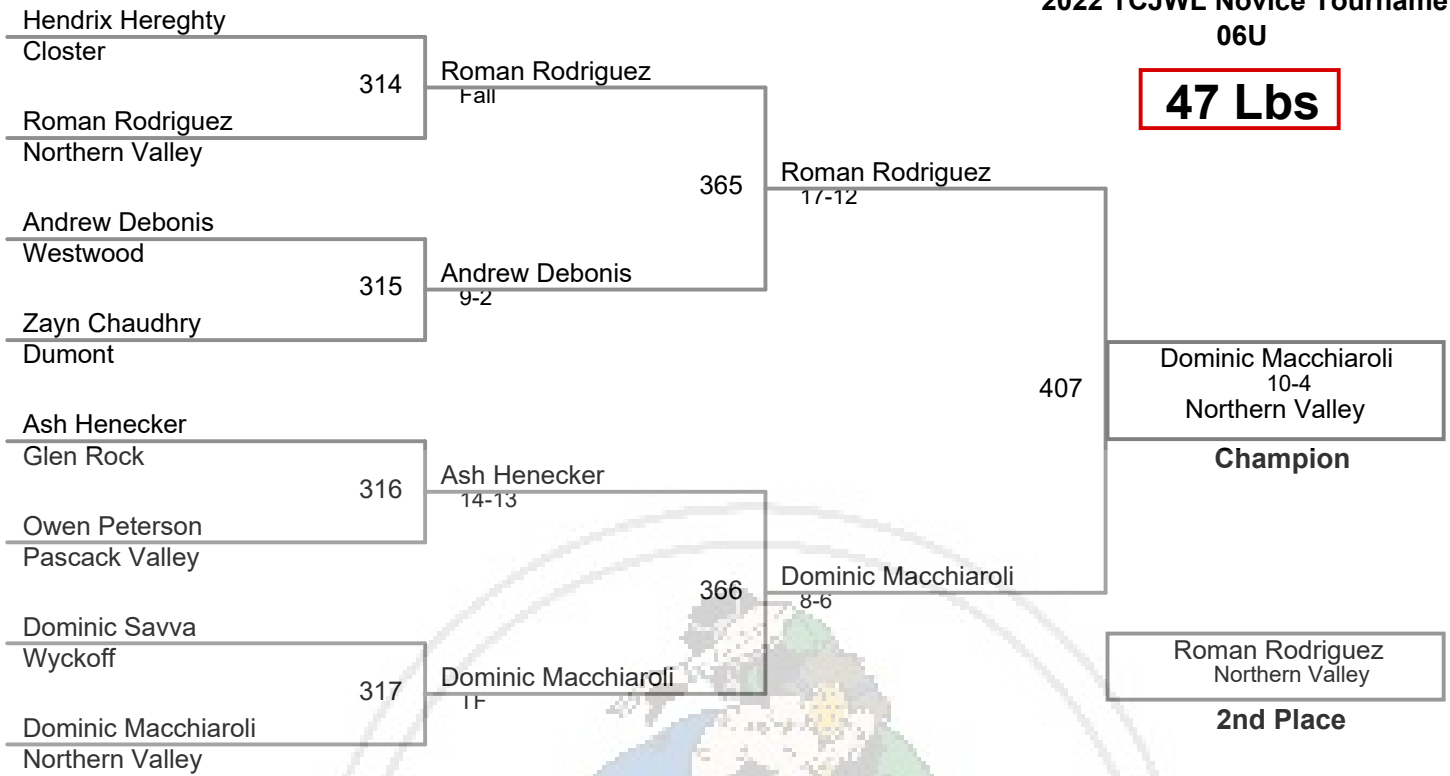 2022 TCJWL Novice Tourname
06U
47 Lbs
Hendrix Hereghty
Closter
314
Roman Rodriguez
Fall
Roman Rodriguez
Northern Valley
365
Roman Rodriguez
17-12
Andrew Debonis
Westwood
315
Andrew Debonis
9-2
Zayn Chaudhry
Dumont
407
Dominic Macchiaroli
10-4
Northern Valley
Champion
Ash Henecker
Glen Rock
316
Ash Henecker
14-13
Owen Peterson
Pascack Valley
366
Dominic Macchiaroli
8-6
Dominic Savva
Wyckoff
317
Dominic Macchiaroli
TF
Dominic Macchiaroli
Northern Valley
Roman Rodriguez
Northern Valley
2nd Place